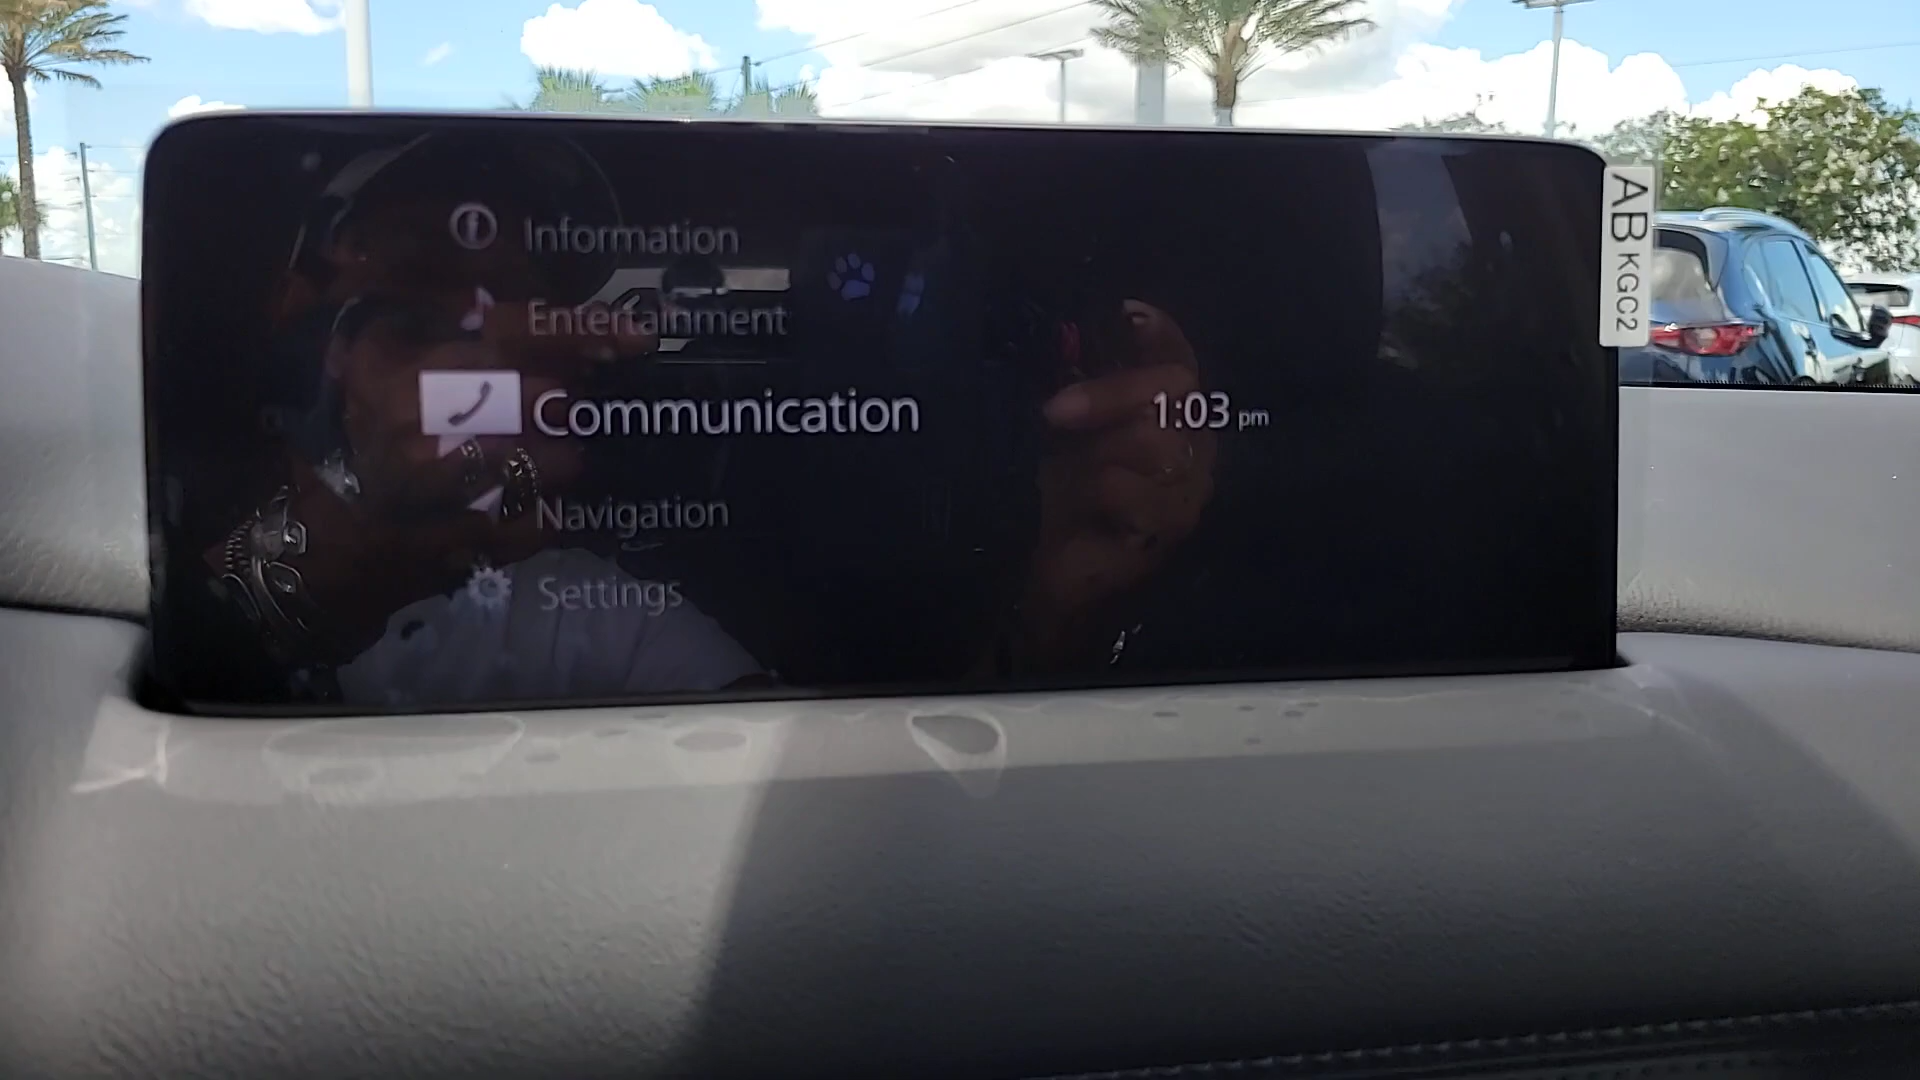 Information
Entertainment
Communication
1:03 pm
Navigation
Settings
AB KGC2